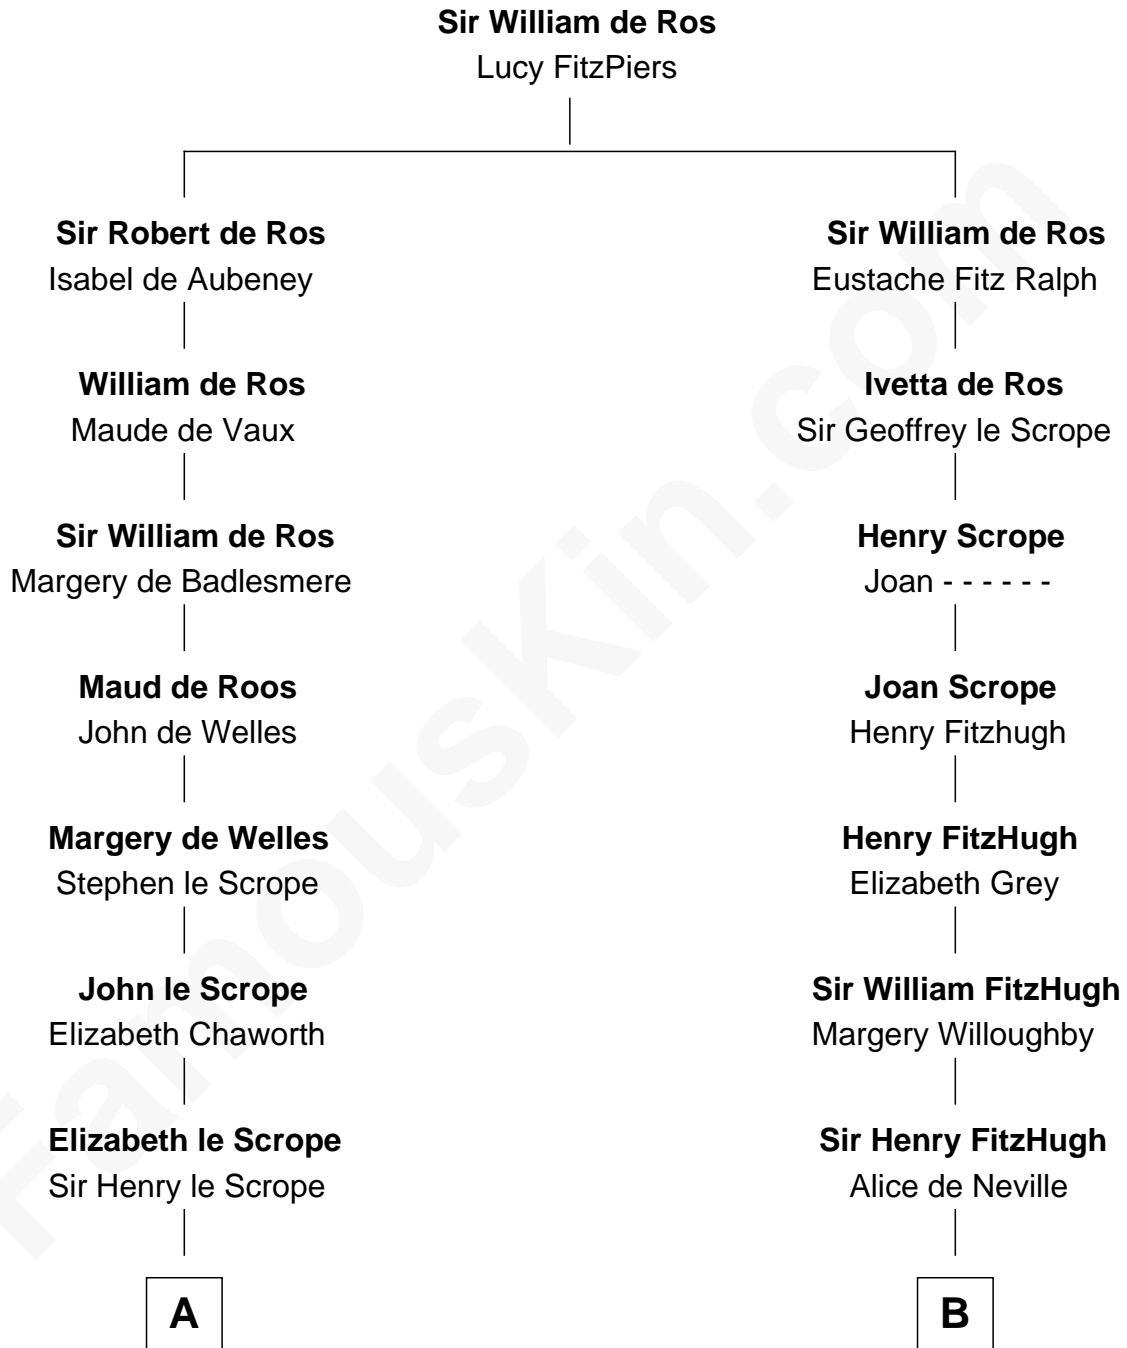 Sir William de Ros
Lucy FitzPiers
Sir Robert de Ros
Isabel de Aubeney
Sir William de Ros
Eustache Fitz Ralph
William de Ros
Maude de Vaux
Ivetta de Ros
Sir Geoffrey le Scrope
Sir William de Ros
Margery de Badlesmere
Henry Scrope
Joan - - - - - -
Maud de Roos
John de Welles
Joan Scrope
Henry Fitzhugh
Margery de Welles
Stephen le Scrope
Henry FitzHugh
Elizabeth Grey
John le Scrope
Elizabeth Chaworth
Sir William FitzHugh
Margery Willoughby
Elizabeth le Scrope
Sir Henry le Scrope
Sir Henry FitzHugh
Alice de Neville
A
B
FamousKin.com